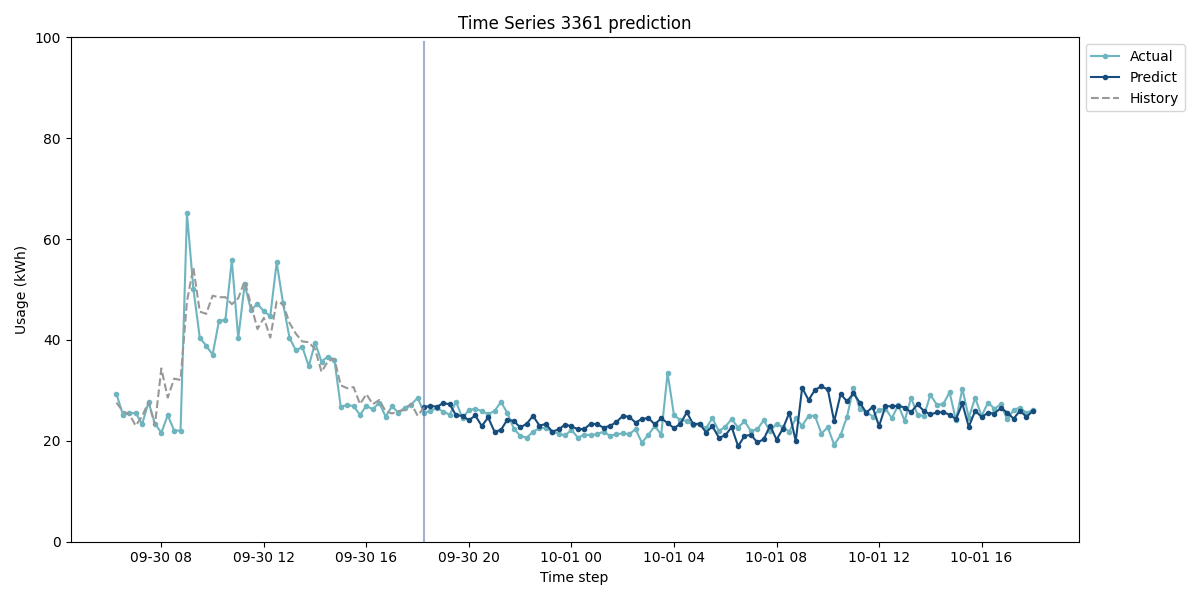 Time Series 3361 prediction
100
80
60
40
20
0
Usage (kWh)
09-30 08
09-30 12
09-30 16
09-30 20
10-01 00
10-01 04
10-01 08
10-01 12
10-01 16
Time step
Actual
Predict
History